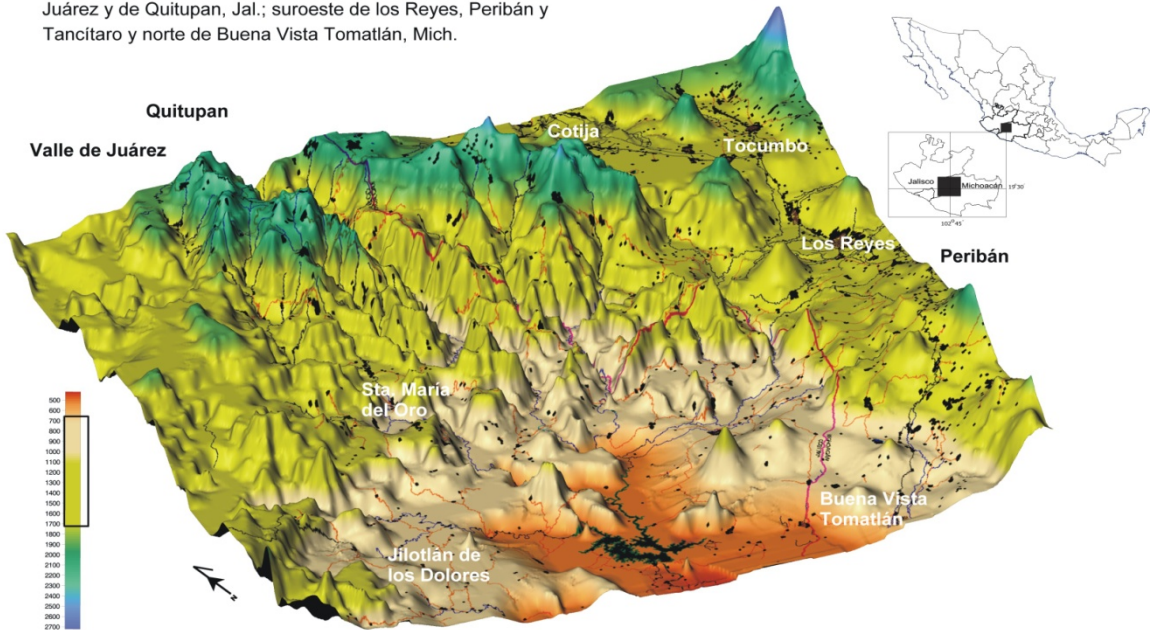 Juárez y de Quitupan, Jal.; suroeste de los Reyes, Peribán y
Tancítaro y norte de Buena Vista Tomatlán, Mich.
Quitupan
Valle de Juárez
Cotija
Tocumbo
Jalisco
Michoacán
19°30'
102°45'
Los Reyes
Peribán
Sta. María
del Oro
Buena Vista
Tomatlán
Jilotlán de
los Dolores
N
500
600
700
800
900
1000
1100
1200
1300
1400
1500
1600
1700
1800
1900
2000
2100
2200
2300
2400
2500
2600
2700